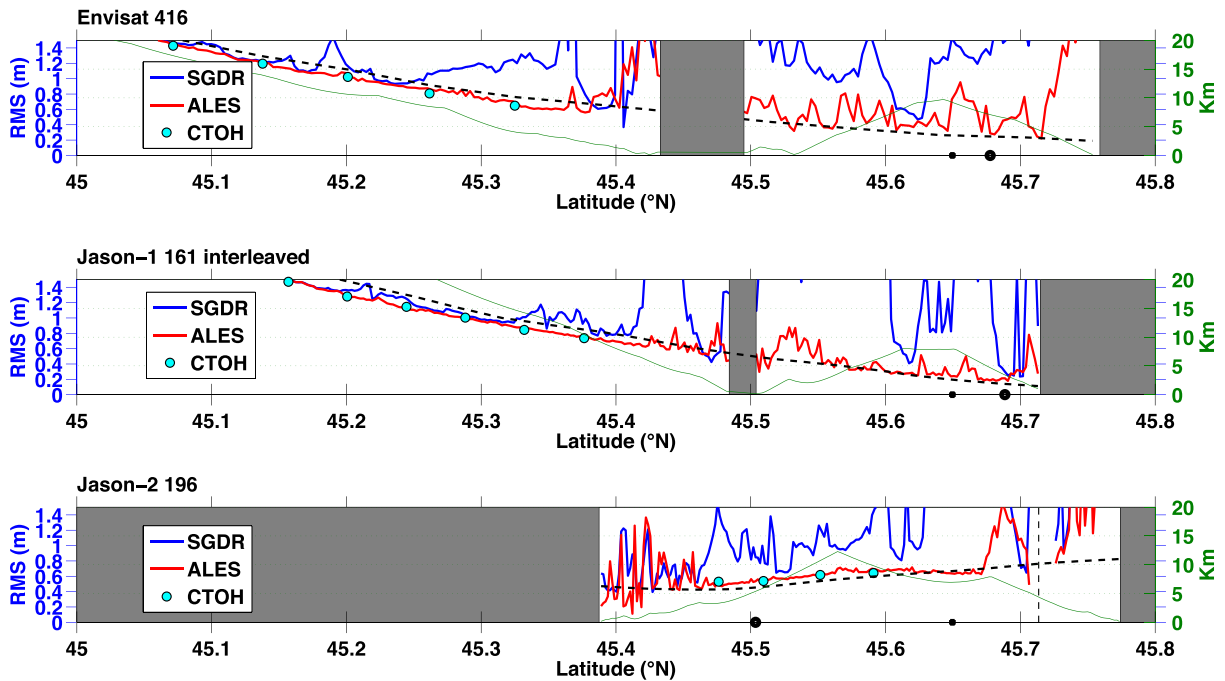 Envisat 416
RMS (m)
1.4
1.2
1
0.8
0.6
0.4
0.2
0
SGDR
ALES
CTOH
20
15
10
5
0
Km
45 45.1 45.2 45.3 45.4 45.5 45.6 45.7 45.8
Latitude (°N)
Jason−1 161 interleaved
RMS (m)
1.4
1.2
1
0.8
0.6
0.4
0.2
0
SGDR
ALES
CTOH
20
15
10
5
0
Km
45 45.1 45.2 45.3 45.4 45.5 45.6 45.7 45.8
Latitude (°N)
Jason−2 196
RMS (m)
1.4
1.2
1
0.8
0.6
0.4
0.2
0
SGDR
ALES
CTOH
20
15
10
5
0
Km
45 45.1 45.2 45.3 45.4 45.5 45.6 45.7 45.8
Latitude (°N)